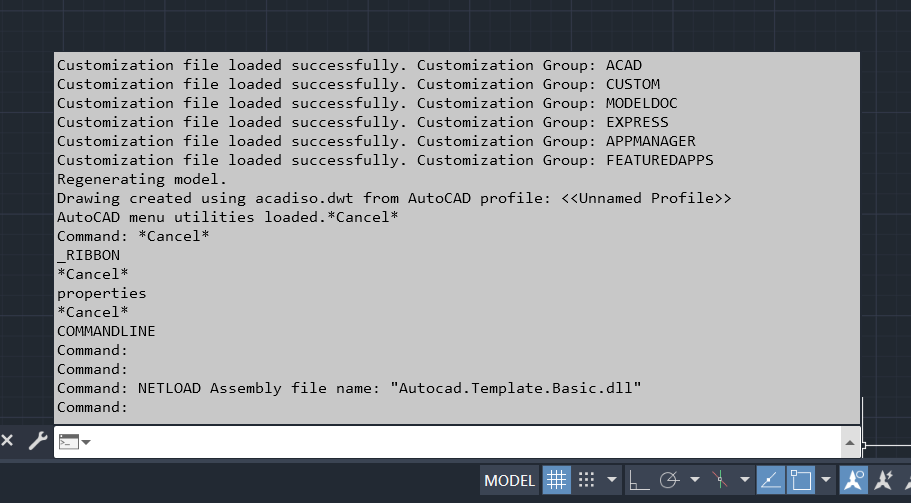 Customization file loaded successfully. Customization Group: ACAD
Customization file loaded successfully. Customization Group: CUSTOM
Customization file loaded successfully. Customization Group: MODELDOC
Customization file loaded successfully. Customization Group: EXPRESS
Customization file loaded successfully. Customization Group: APPMANAGER
Customization file loaded successfully. Customization Group: FEATUREDAPPS
Regenerating model.
Drawing created using acadiso.dwt from AutoCAD profile: <<Unnamed Profile>>
AutoCAD menu utilities loaded.*Cancel*
Command: *Cancel*
_RIBBON
*Cancel*
properties
*Cancel*
COMMANDLINE
Command:
Command:
Command: NETLOAD Assembly file name: "Autocad.Template.Basic.dll"
Command:
MODEL